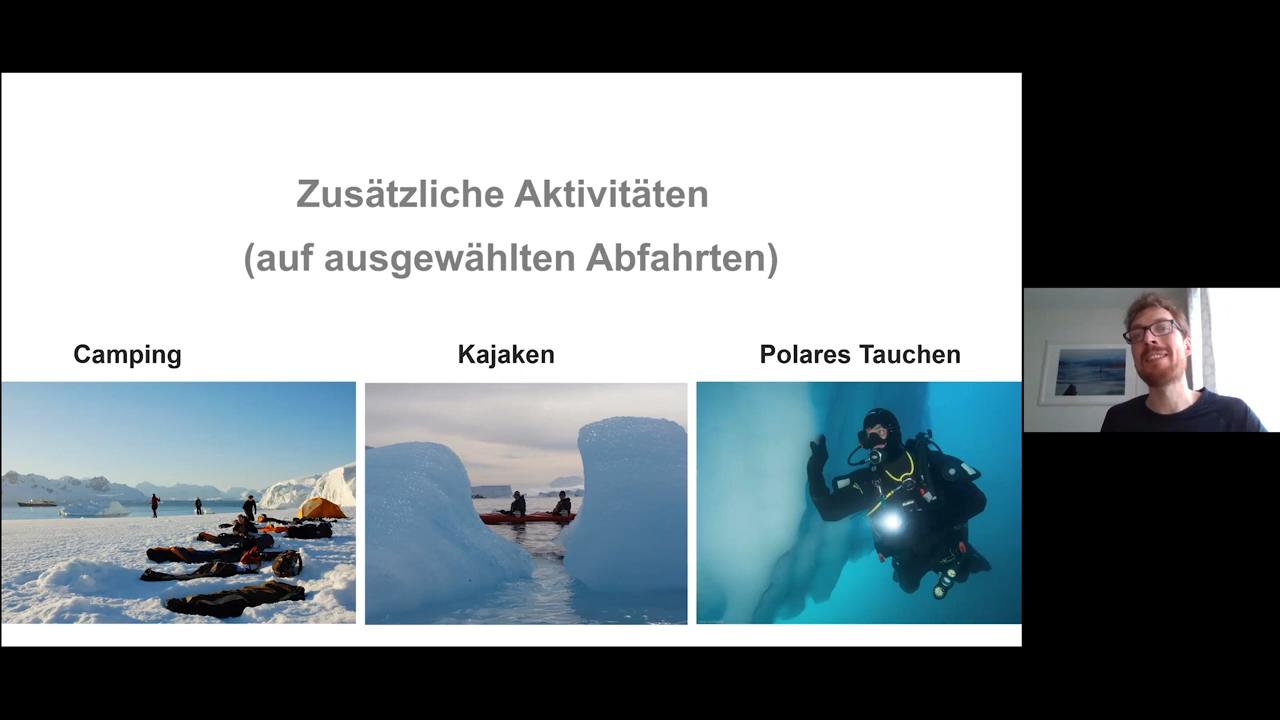 Zusätzliche Aktivitäten
(auf ausgewählten Abfahrten)
Camping
Kajaken
Polares Tauchen